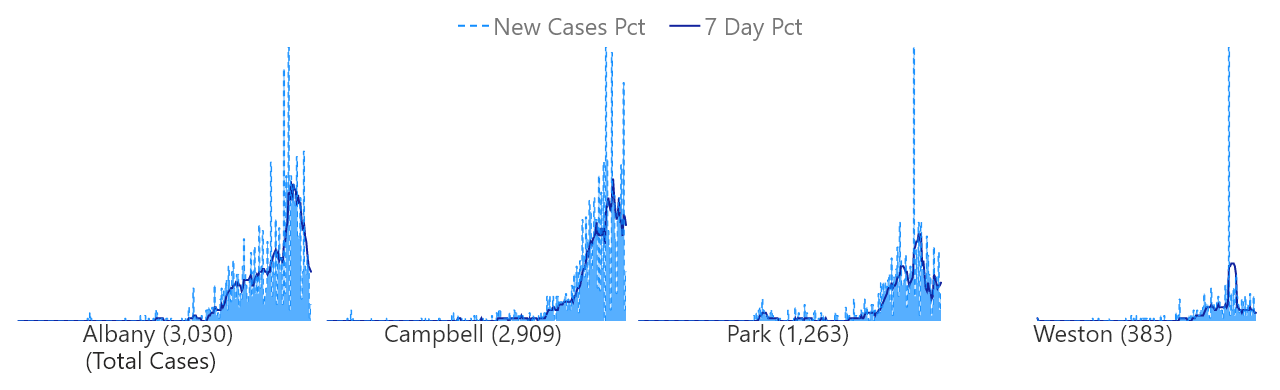 New Cases Pct 7 Day Pct
Albany (3,030) Campbell (2,909) Park (1,263) Weston (383)
(Total Cases)